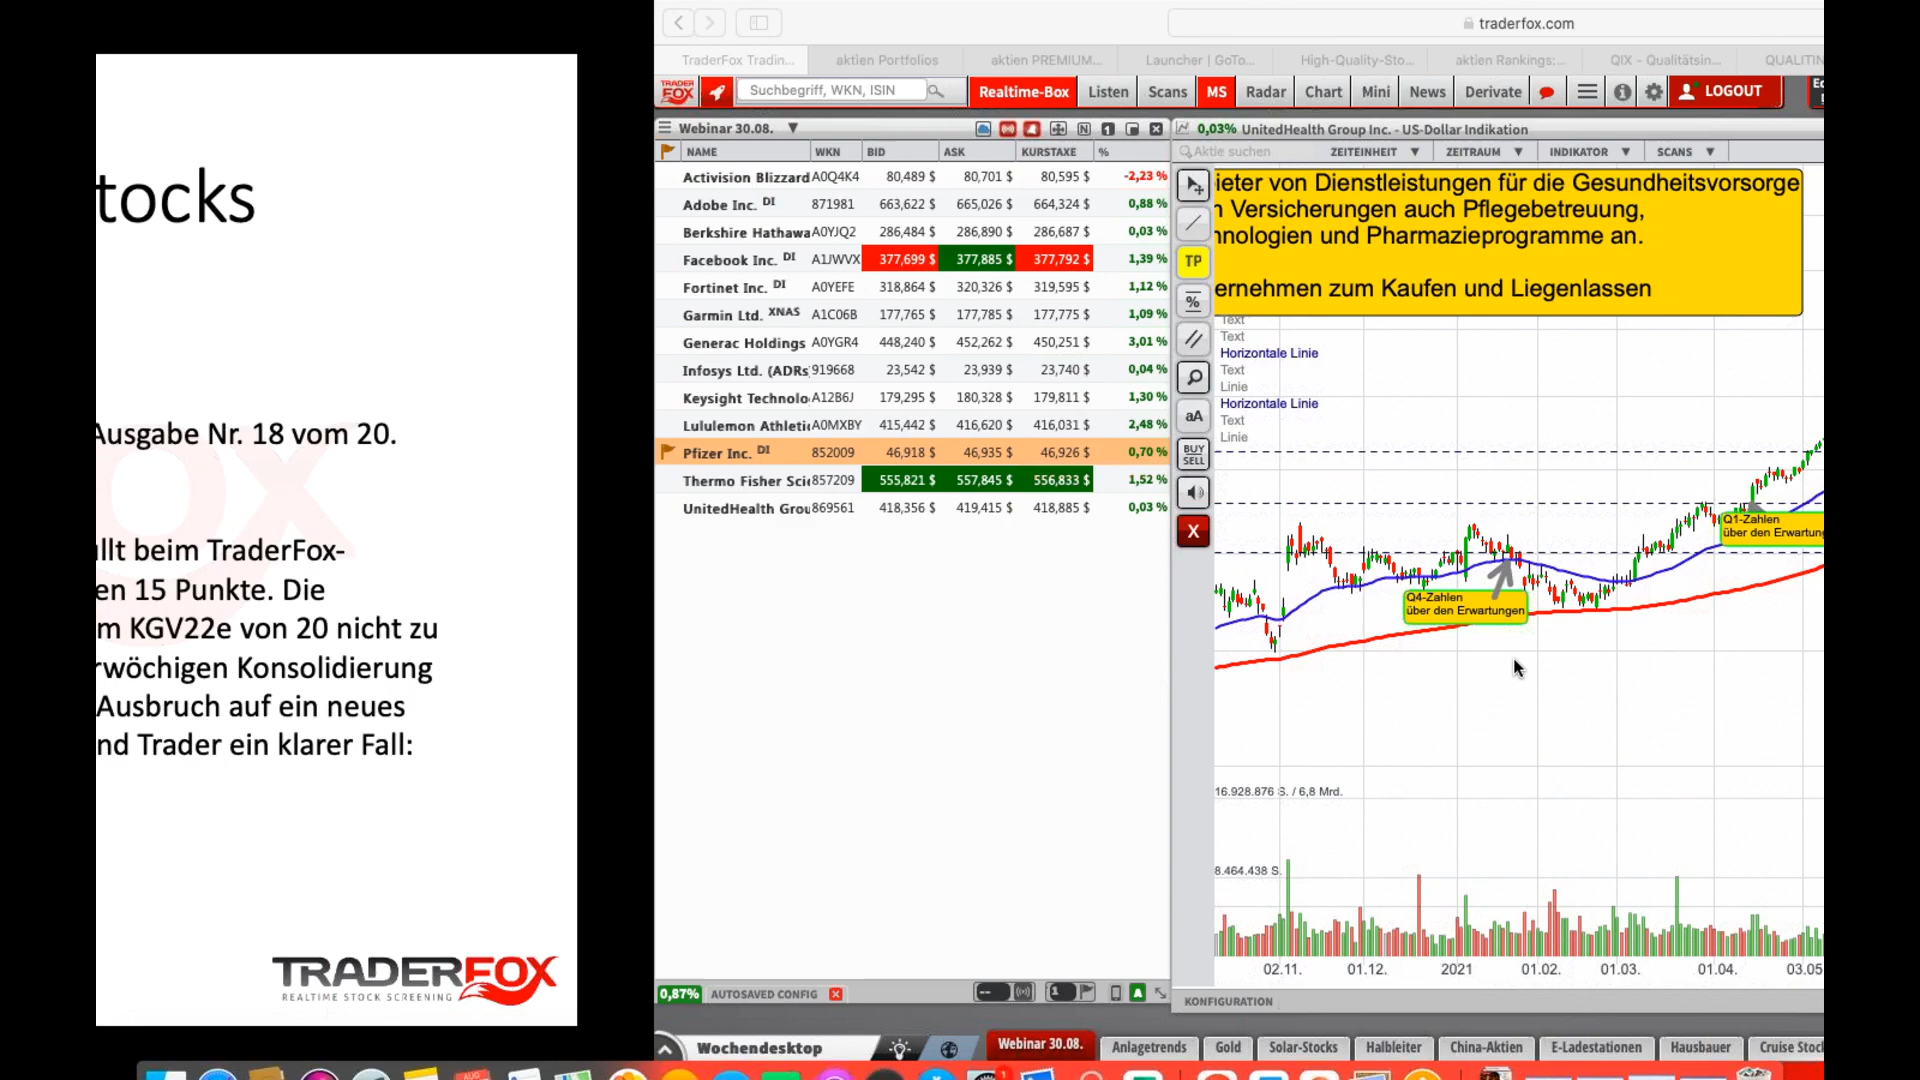 tocks
Ausgabe Nr. 18 vom 20.
llt beim TraderFox-
en 15 Punkte. Die
m KGV22e von 20 nicht zu
rwöchigen Konsolidierung
Ausbruch auf ein neues
nd Trader ein klarer Fall:
TRADERFOX
REALTIME STOCK SCREENING
traderfox.com
TraderFox Tradin... aktien Portfolios aktien PREMIUM... Launcher | GoTo... High-Quality-Sto... aktien Rankings:... QIX - Qualitätsin... QUALITIN
TRADER FOX Suchbegriff, WKN, ISIN Realtime-Box Listen Scans MS Radar Chart Mini News Derivate LOGOUT
Webinar 30.08.
NAME WKN BID ASK KURSTAXE %
Activision Blizzard A0Q4K4 80,489 $ 80,701 $ 80,595 $ -2,23 %
Adobe Inc. DI 871981 663,622 $ 665,026 $ 664,324 $ 0,88 %
Berkshire Hathawa A0YJQ2 286,484 $ 286,890 $ 286,687 $ 0,03 %
Facebook Inc. DI A1JWVX 377,699 $ 377,885 $ 377,792 $ 1,39 %
Fortinet Inc. DI A0YEFE 318,864 $ 320,326 $ 319,595 $ 1,12 %
Garmin Ltd. XNAS A1C06B 177,765 $ 177,785 $ 177,775 $ 1,09 %
Generac Holdings A0YGR4 448,240 $ 452,262 $ 450,251 $ 3,01 %
Infosys Ltd. (ADRs 919668 23,542 $ 23,939 $ 23,740 $ 0,04 %
Keysight Technolo A12B6J 179,295 $ 180,328 $ 179,811 $ 1,30 %
Lululemon Athleti A0MXBY 415,442 $ 416,620 $ 416,031 $ 2,48 %
Pfizer Inc. DI 852009 46,918 $ 46,935 $ 46,926 $ 0,70 %
Thermo Fisher Scie 857209 555,821 $ 557,845 $ 556,833 $ 1,52 %
UnitedHealth Grou 869561 418,356 $ 419,415 $ 418,885 $ 0,03 %
0,87% AUTOSAVED CONFIG
0,03% UnitedHealth Group Inc. - US-Dollar Indikation
Aktie suchen ZEITEINHEIT ZEITRAUM INDIKATOR SCANS
ieter von Dienstleistungen für die Gesundheitsvorsorge
n Versicherungen auch Pflegebetreuung,
nnologien und Pharmazieprogramme an.
ernehmen zum Kaufen und Liegenlassen
TP
%
aA
BUY
SELL
X
Text
Text
Horizontale Linie
Text
Linie
Horizontale Linie
Text
Linie
Q1-Zahlen
über den Erwartung
Q4-Zahlen
über den Erwartungen
16.928.876 S. / 6,8 Mrd.
8.464.438 S.
02.11. 01.12. 2021 01.02. 01.03. 01.04. 03.05
KONFIGURATION
Wochendesktop Webinar 30.08. Anlagetrends Gold Solar-Stocks Halbleiter China-Aktien E-Ladestationen Hausbauer Cruise Stoc